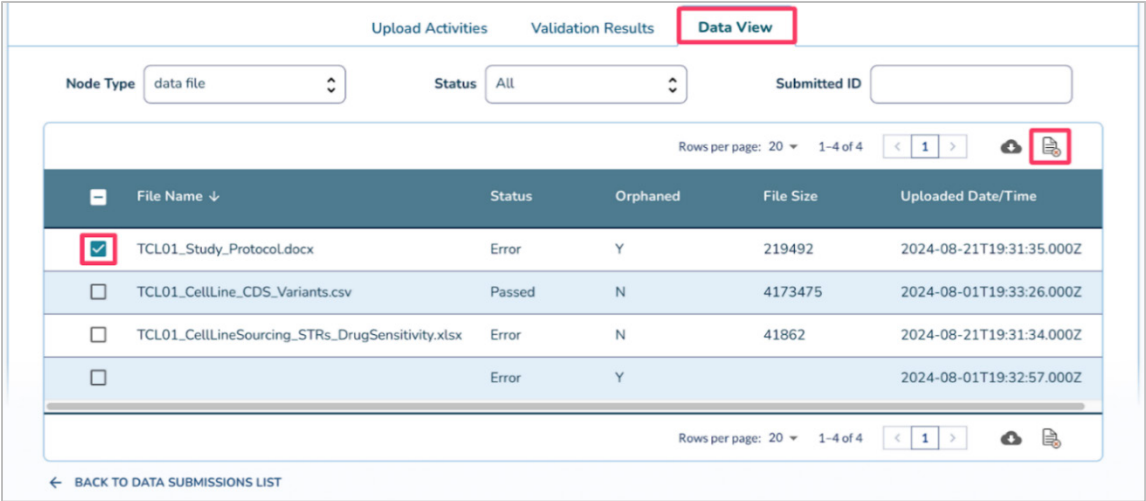 Upload Activities Validation Results Data View
Node Type data file Status All Submitted ID
Rows per page: 20 1–4 of 4 < 1 >
File Name ↓ Status Orphaned File Size Uploaded Date/Time
TCL01_Study_Protocol.docx Error Y 219492 2024-08-21T19:31:35.000Z
TCL01_CellLine_CDS_Variants.csv Passed N 4173475 2024-08-01T19:33:26.000Z
TCL01_CellLineSourcing_STRs_DrugSensitivity.xlsx Error N 41862 2024-08-21T19:31:34.000Z
Error Y 2024-08-01T19:32:57.000Z
Rows per page: 20 1–4 of 4 < 1 >
← BACK TO DATA SUBMISSIONS LIST